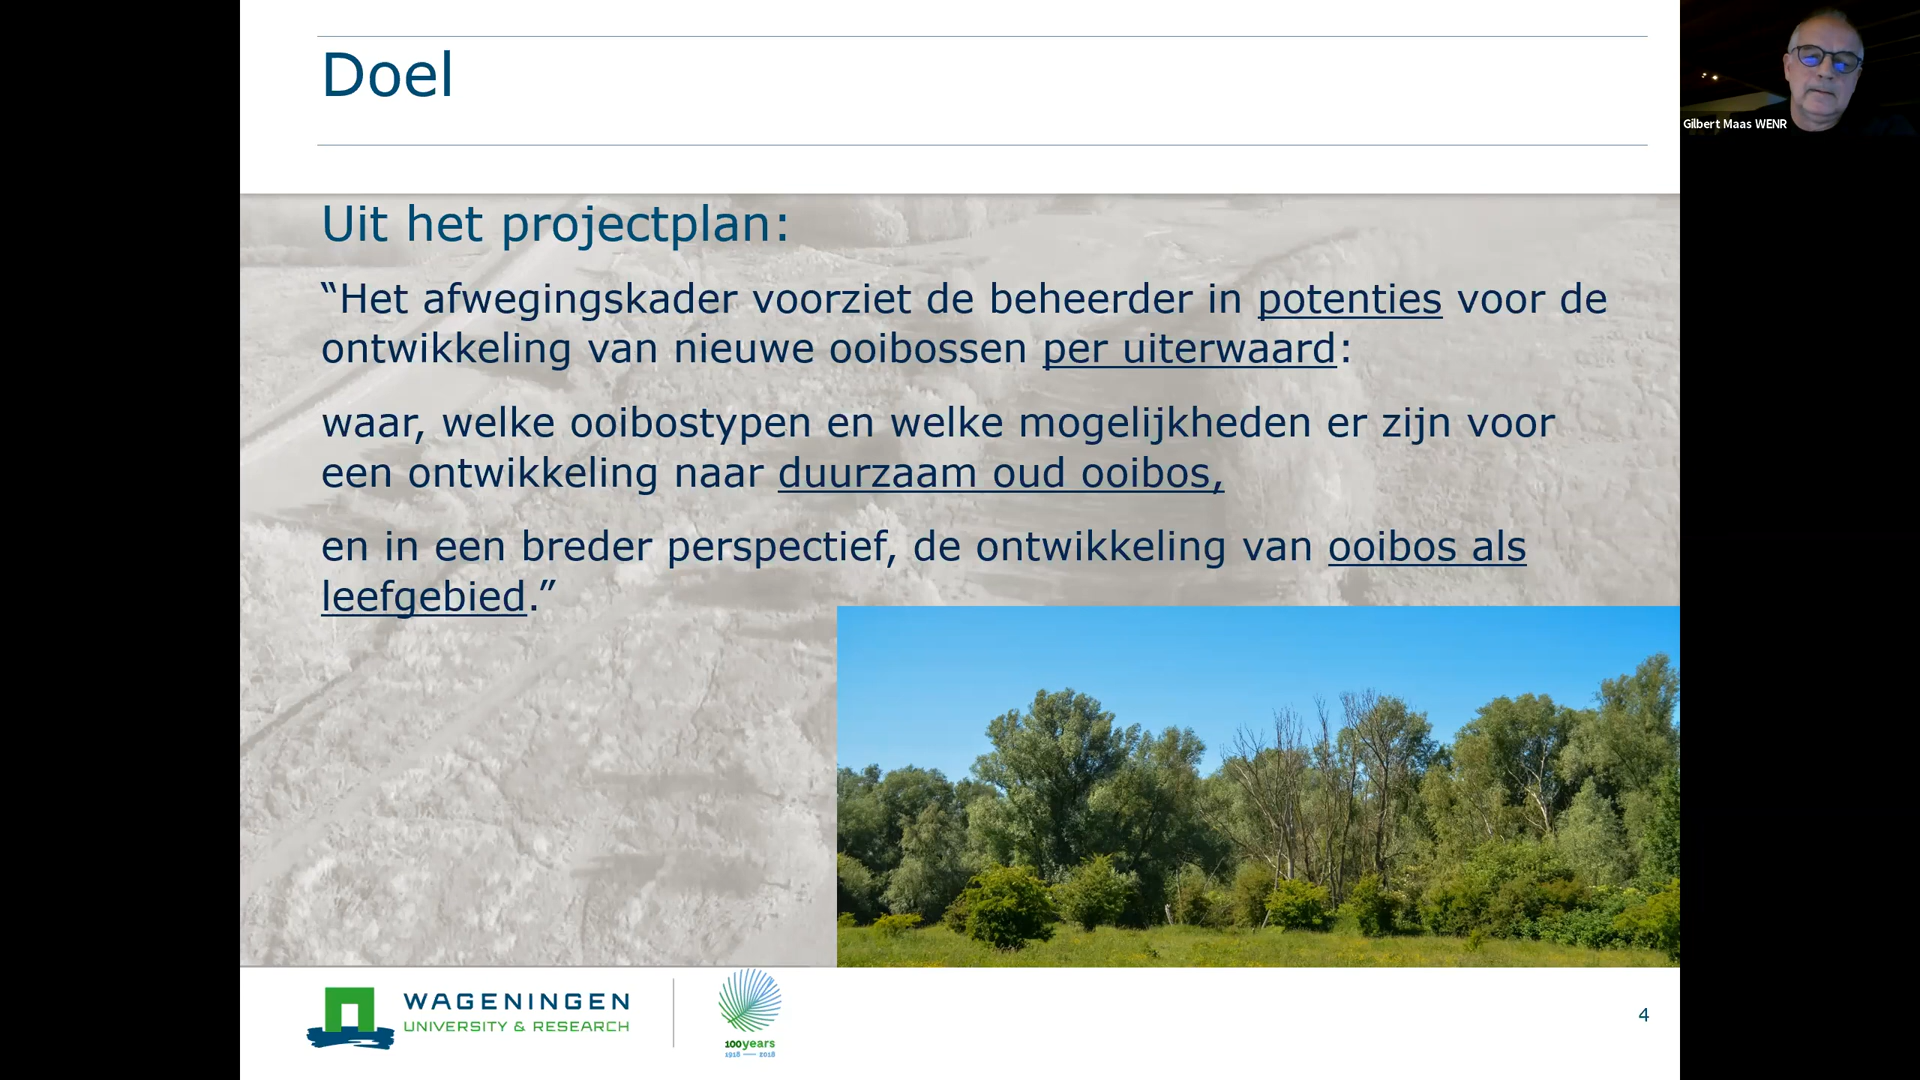 Doel
Gilbert Maas WENR
Uit het projectplan:
“Het afwegingskader voorziet de beheerder in potenties voor de
ontwikkeling van nieuwe ooibossen per uiterwaard:
waar, welke ooibostypen en welke mogelijkheden er zijn voor
een ontwikkeling naar duurzaam oud ooibos,
en in een breder perspectief, de ontwikkeling van ooibos als
leefgebied.”
WAGENINGEN
UNIVERSITY & RESEARCH
100years
1918 — 2018
4